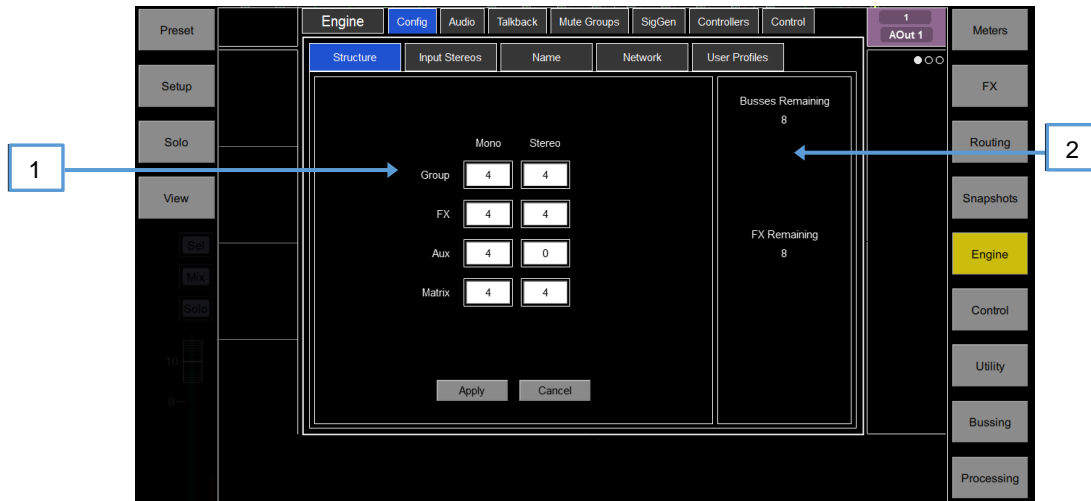 Preset
Setup
Solo
View
Sel
Mix
Solo
10
0
1
Engine Config Audio Talkback Mute Groups SigGen Controllers Control
Structure Input Stereos Name Network User Profiles
Mono Stereo
Group 4 4
FX 4 4
Aux 4 0
Matrix 4 4
Apply Cancel
Busses Remaining
8
FX Remaining
8
1
AOut 1
Meters
FX
Routing
Snapshots
Engine
Control
Utility
Bussing
Processing
2